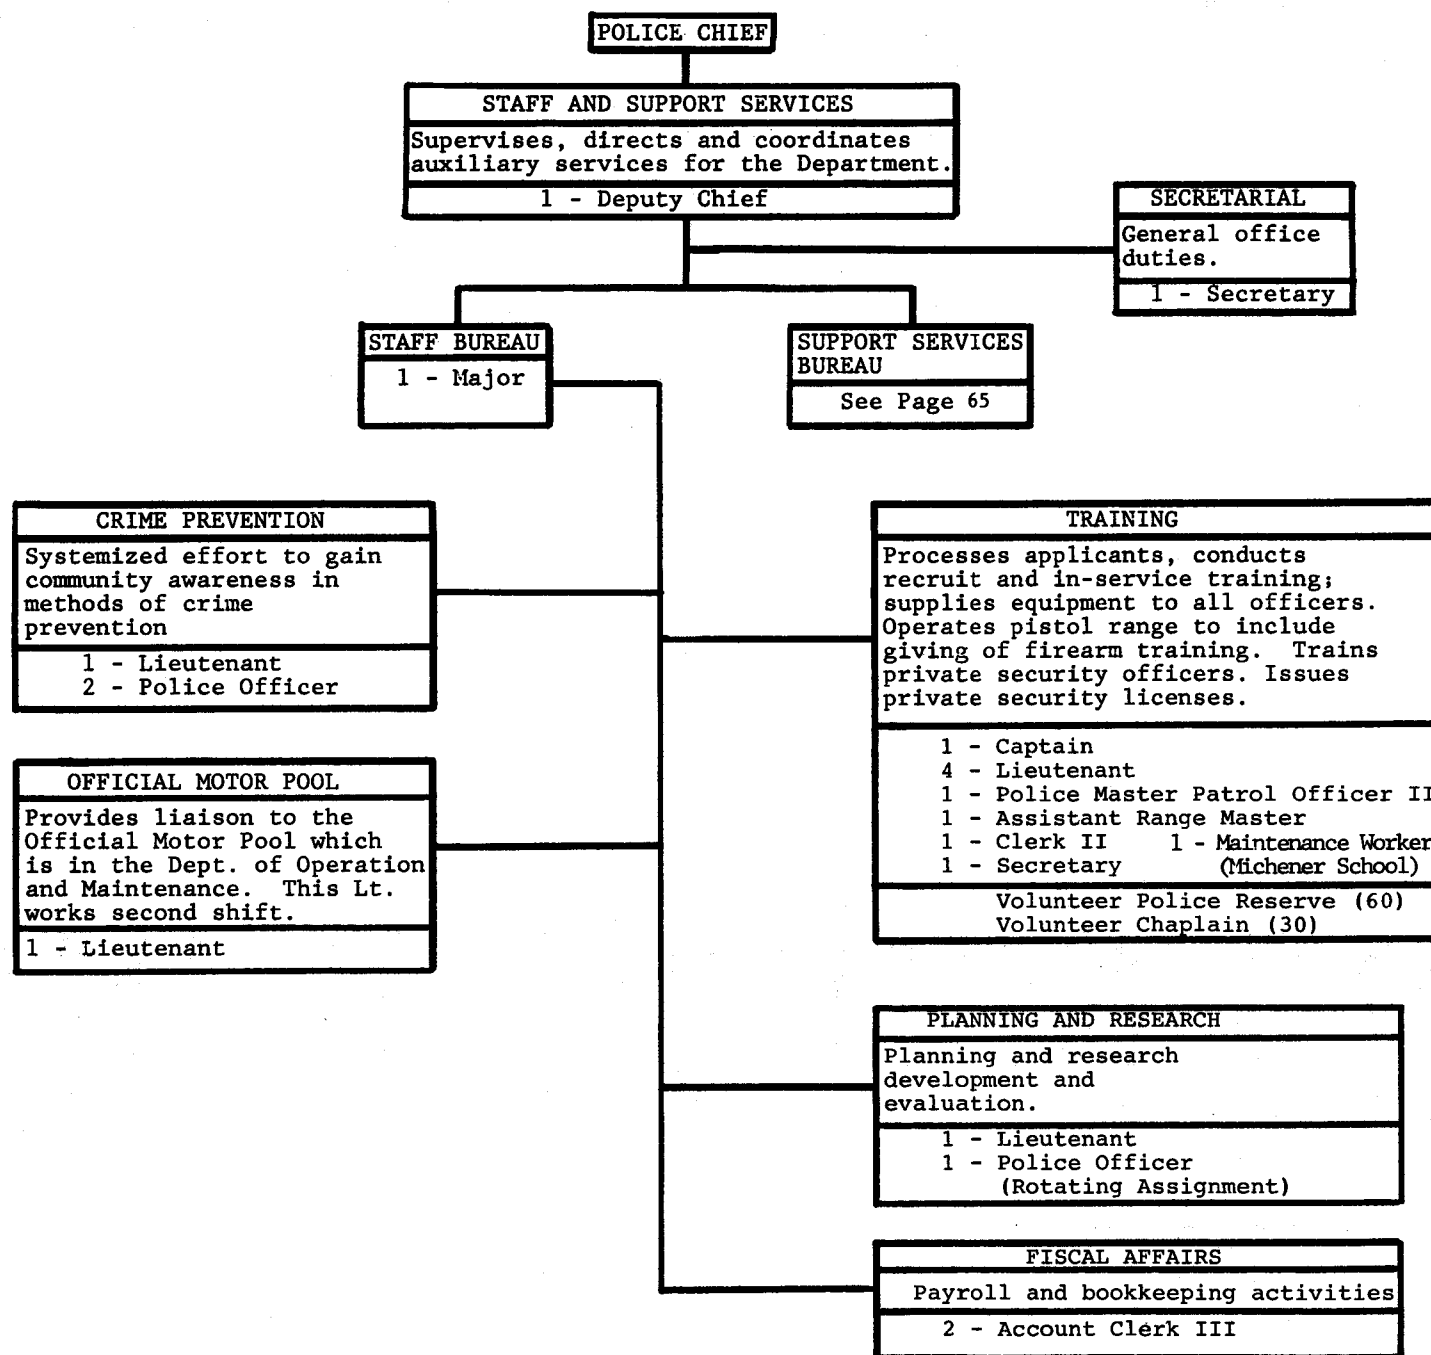 POLICE CHIEF
STAFF AND SUPPORT SERVICES
Supervises, directs and coordinates
auxiliary services for the Department.
1 - Deputy Chief
SECRETARIAL
General office
duties.
1 - Secretary
STAFF BUREAU
1 - Major
SUPPORT SERVICES
BUREAU
See Page 65
CRIME PREVENTION
Systemized effort to gain
community awareness in
methods of crime
prevention
1 - Lieutenant
2 - Police Officer
OFFICIAL MOTOR POOL
Provides liaison to the
Official Motor Pool which
is in the Dept. of Operation
and Maintenance. This Lt.
works second shift.
1 - Lieutenant
TRAINING
Processes applicants, conducts
recruit and in-service training;
supplies equipment to all officers.
Operates pistol range to include
giving of firearm training. Trains
private security officers. Issues
private security licenses.
1 - Captain
4 - Lieutenant
1 - Police Master Patrol Officer II
1 - Assistant Range Master
1 - Clerk II 1 - Maintenance Worker
1 - Secretary (Michener School)
Volunteer Police Reserve (60)
Volunteer Chaplain (30)
PLANNING AND RESEARCH
Planning and research
development and
evaluation.
1 - Lieutenant
1 - Police Officer
(Rotating Assignment)
FISCAL AFFAIRS
Payroll and bookkeeping activities
2 - Account Clerk III